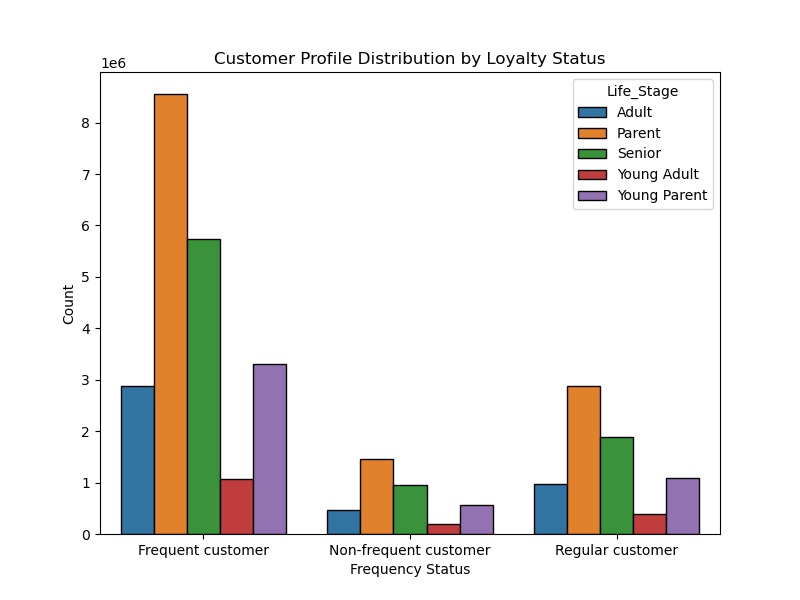 Customer Profile Distribution by Loyalty Status
1e6
Life_Stage
Adult
Parent
Senior
Young Adult
Young Parent
8
7
6
5
4
3
2
1
0
Count
Frequent customer
Non-frequent customer
Regular customer
Frequency Status